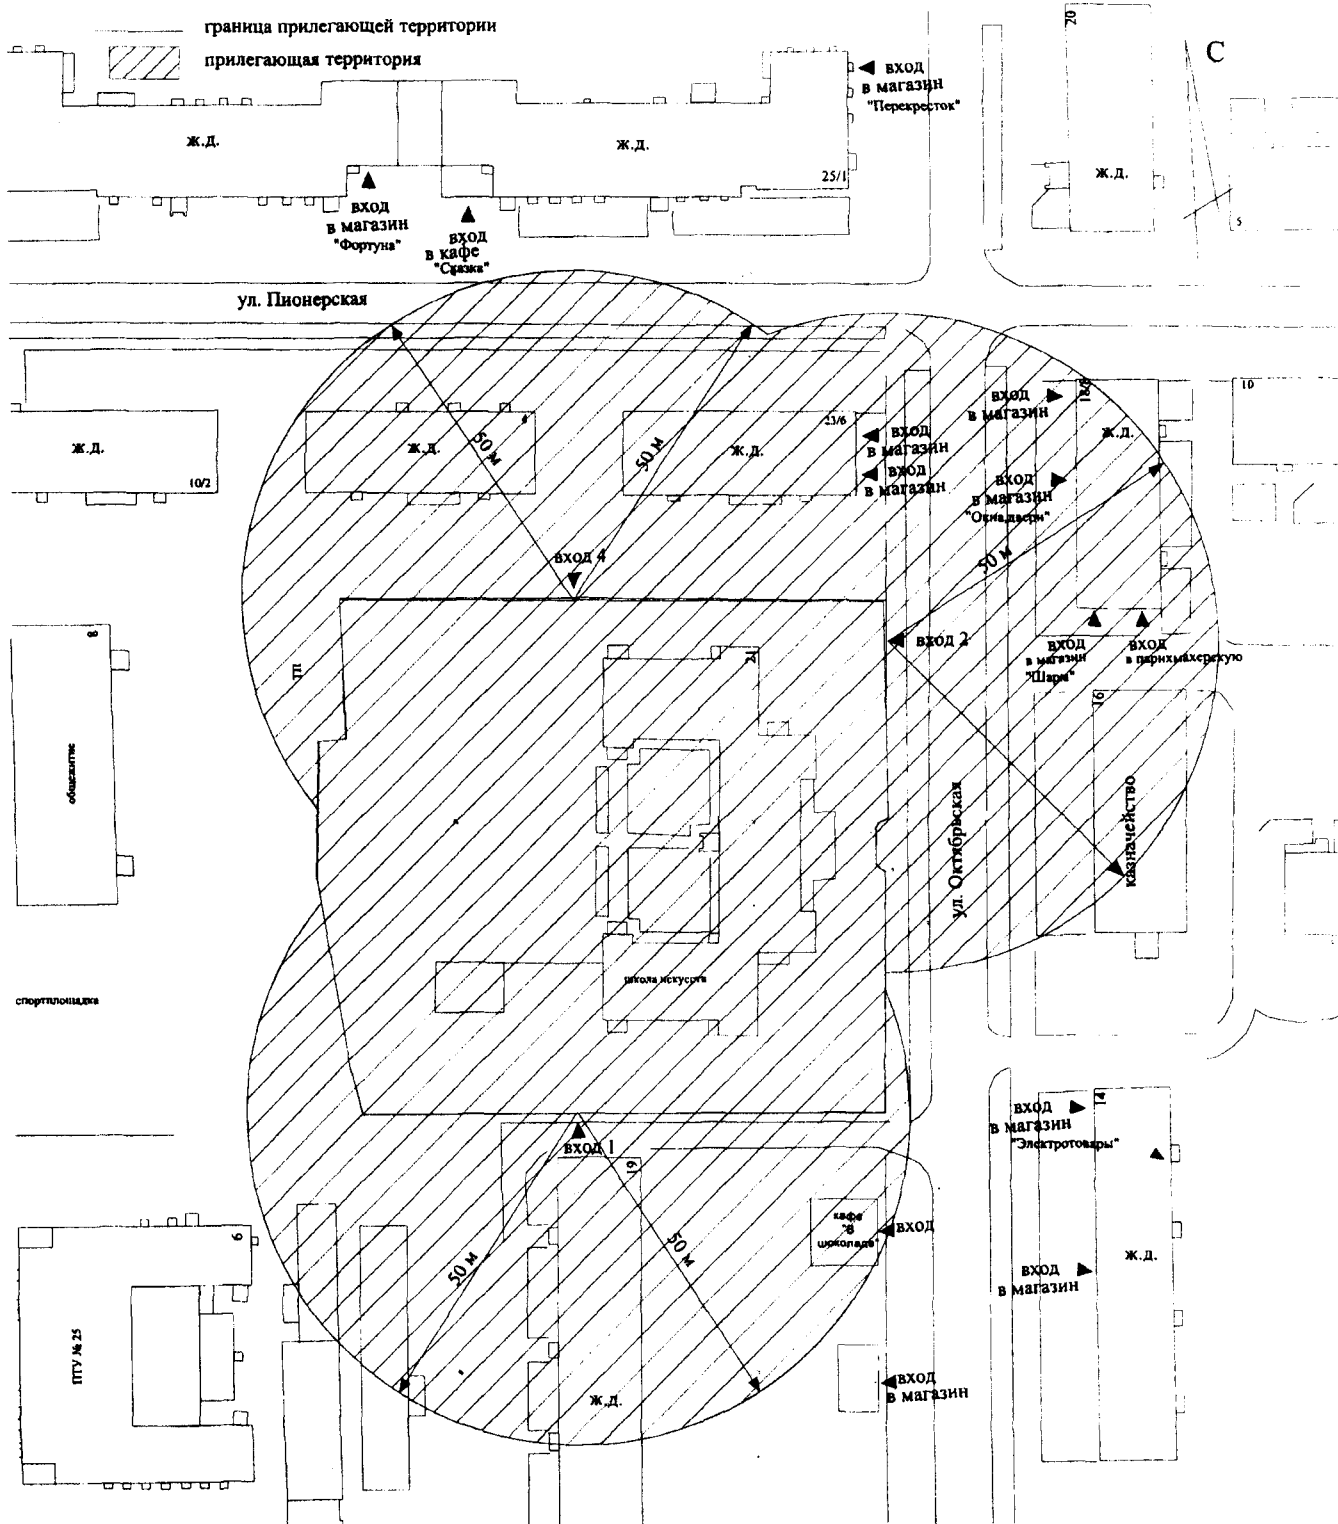 граница прилегающей территории
прилегающая территория
20
С
вход
в магазин
"Перекресток"
ж.д.
ж.д.
ж.д.
25/1
5
вход
в магазин
"Фортуна"
вход
в кафе
"Сказка"
ул. Пионерская
10
18/8
вход
в магазин
ж.д.
4
23/6
вход
в магазин
вход
в магазин
ж.д.
10/2
ж.д.
50 м
50 м
ж.д.
вход
в магазин
"Окна,двери"
50 м
вход 4
8
общежитие
ТП
21
вход 2
вход
в магазин
"Шарм"
вход
в парихмахерскую
16
казначейство
ул. Октябрьская
школа искусств
спортплощадка
вход 1
19
14
вход
в магазин
"Электротовары"
кафе
"В
шоколаде"
вход
6
ПТУ № 25
50 м
50 м
ж.д.
вход
в магазин
ж.д.
вход
в магазин